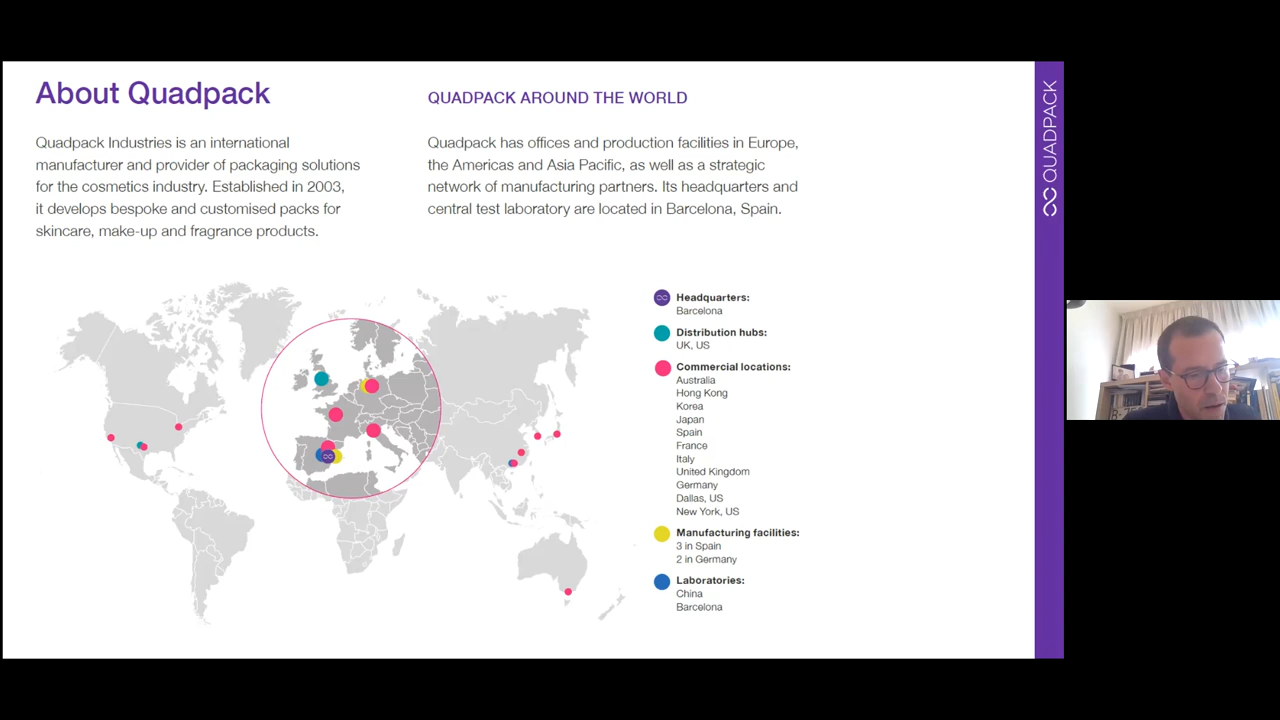 About Quadpack
Quadpack Industries is an international
manufacturer and provider of packaging solutions
for the cosmetics industry. Established in 2003,
it develops bespoke and customised packs for
skincare, make-up and fragrance products.
QUADPACK AROUND THE WORLD
Quadpack has offices and production facilities in Europe,
the Americas and Asia Pacific, as well as a strategic
network of manufacturing partners. Its headquarters and
central test laboratory are located in Barcelona, Spain.
Headquarters:
Barcelona
Distribution hubs:
UK, US
Commercial locations:
Australia
Hong Kong
Korea
Japan
Spain
France
Italy
United Kingdom
Germany
Dallas, US
New York, US
Manufacturing facilities:
3 in Spain
2 in Germany
Laboratories:
China
Barcelona
QUADPACK